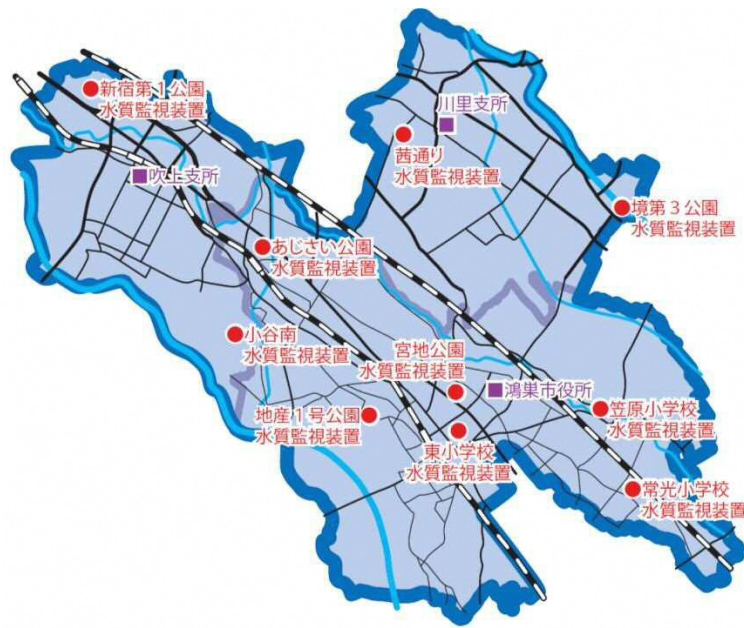 新宿第1公園
水質監視装置
川里支所
茜通り
水質監視装置
吹上支所
境第3公園
水質監視装置
あじさい公園
水質監視装置
小谷南
水質監視装置
宮地公園
水質監視装置
鴻巣市役所
地産1号公園
水質監視装置
笠原小学校
水質監視装置
東小学校
水質監視装置
常光小学校
水質監視装置